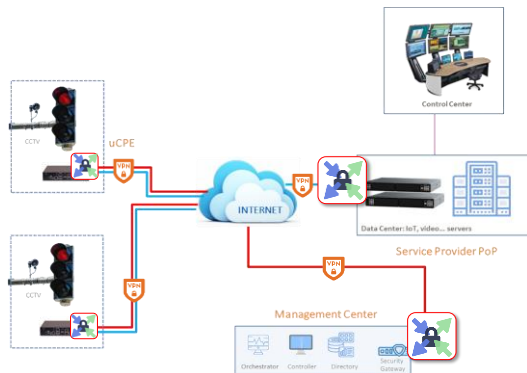 Control Center
CCTV
uCPE
VPN
VPN
INTERNET
Data Center: IoT, video... servers
Service Provider PoP
CCTV
VPN
VPN
Management Center
Orchestrator
Controller
Directory
Security
Gateway